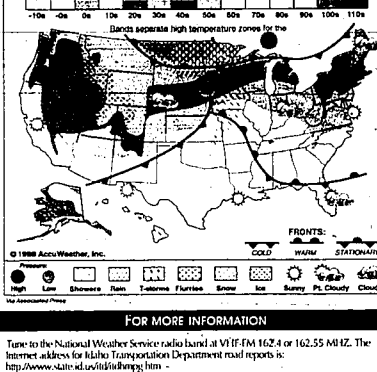 -10s -0s 0s 10s 20s 30s 40s 50s 60s 70s 80s 90s 100s 110s
Bands separate high temperature zones for the
FRONTS:
COLD WARM STATIONAR
© 1998 AccuWeather, Inc.
Pressure:
High Low Showers Rain T-storms Flurries Snow Ice Sunny Pt. Cloudy Cloud
Via Associated Press
FOR MORE INFORMATION
Tune to the National Weather Service radio band at VHF-FM 162.4 or 162.55 MHZ. The
Internet address for Idaho Transportation Department road reports is:
http://www.state.id.us/itd/itdhmpg.htm -